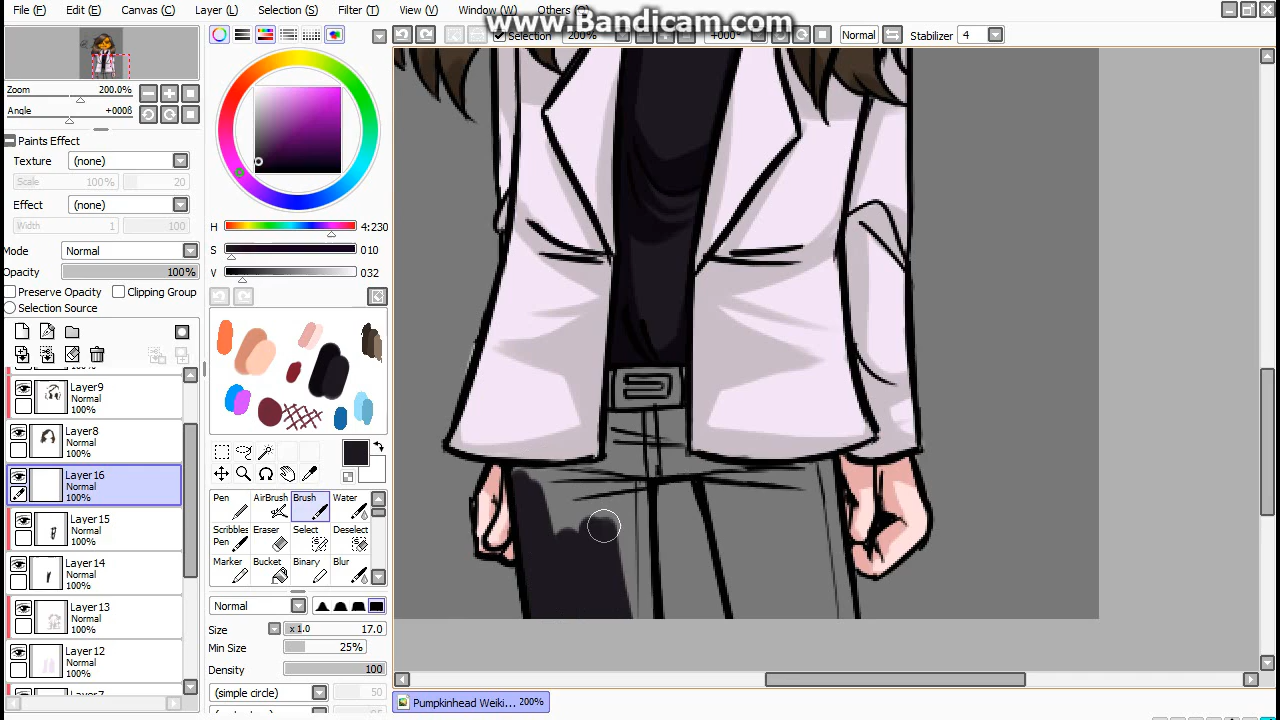 File (F) Edit (E) Canvas (C) Layer (L) Selection (S) Filter (T) View (V) Window (W) Others (O)
www.Bandicam.com
Selection 200% +000° Normal Stabilizer 4
Zoom 200.0%
Angle +000θ
Paints Effect
Texture (none)
Scale 100% 20
Effect (none)
Width 1 100
Mode Normal
Opacity 100%
Preserve Opacity Clipping Group
Selection Source
Layer9
Normal
100%
Layer8
Normal
100%
Layer16
Normal
100%
Layer15
Normal
100%
Layer14
Normal
100%
Layer13
Normal
100%
Layer12
Normal
100%
H 4:230
S 010
V 032
Pen AirBrush Brush Water
Scribbles Pen Eraser Select Deselect
Marker Bucket Binary Blur
Normal
Size x 1.0 17.0
Min Size 25%
Density 100
(simple circle) 50
Pumpkinhead Weiki... 200%